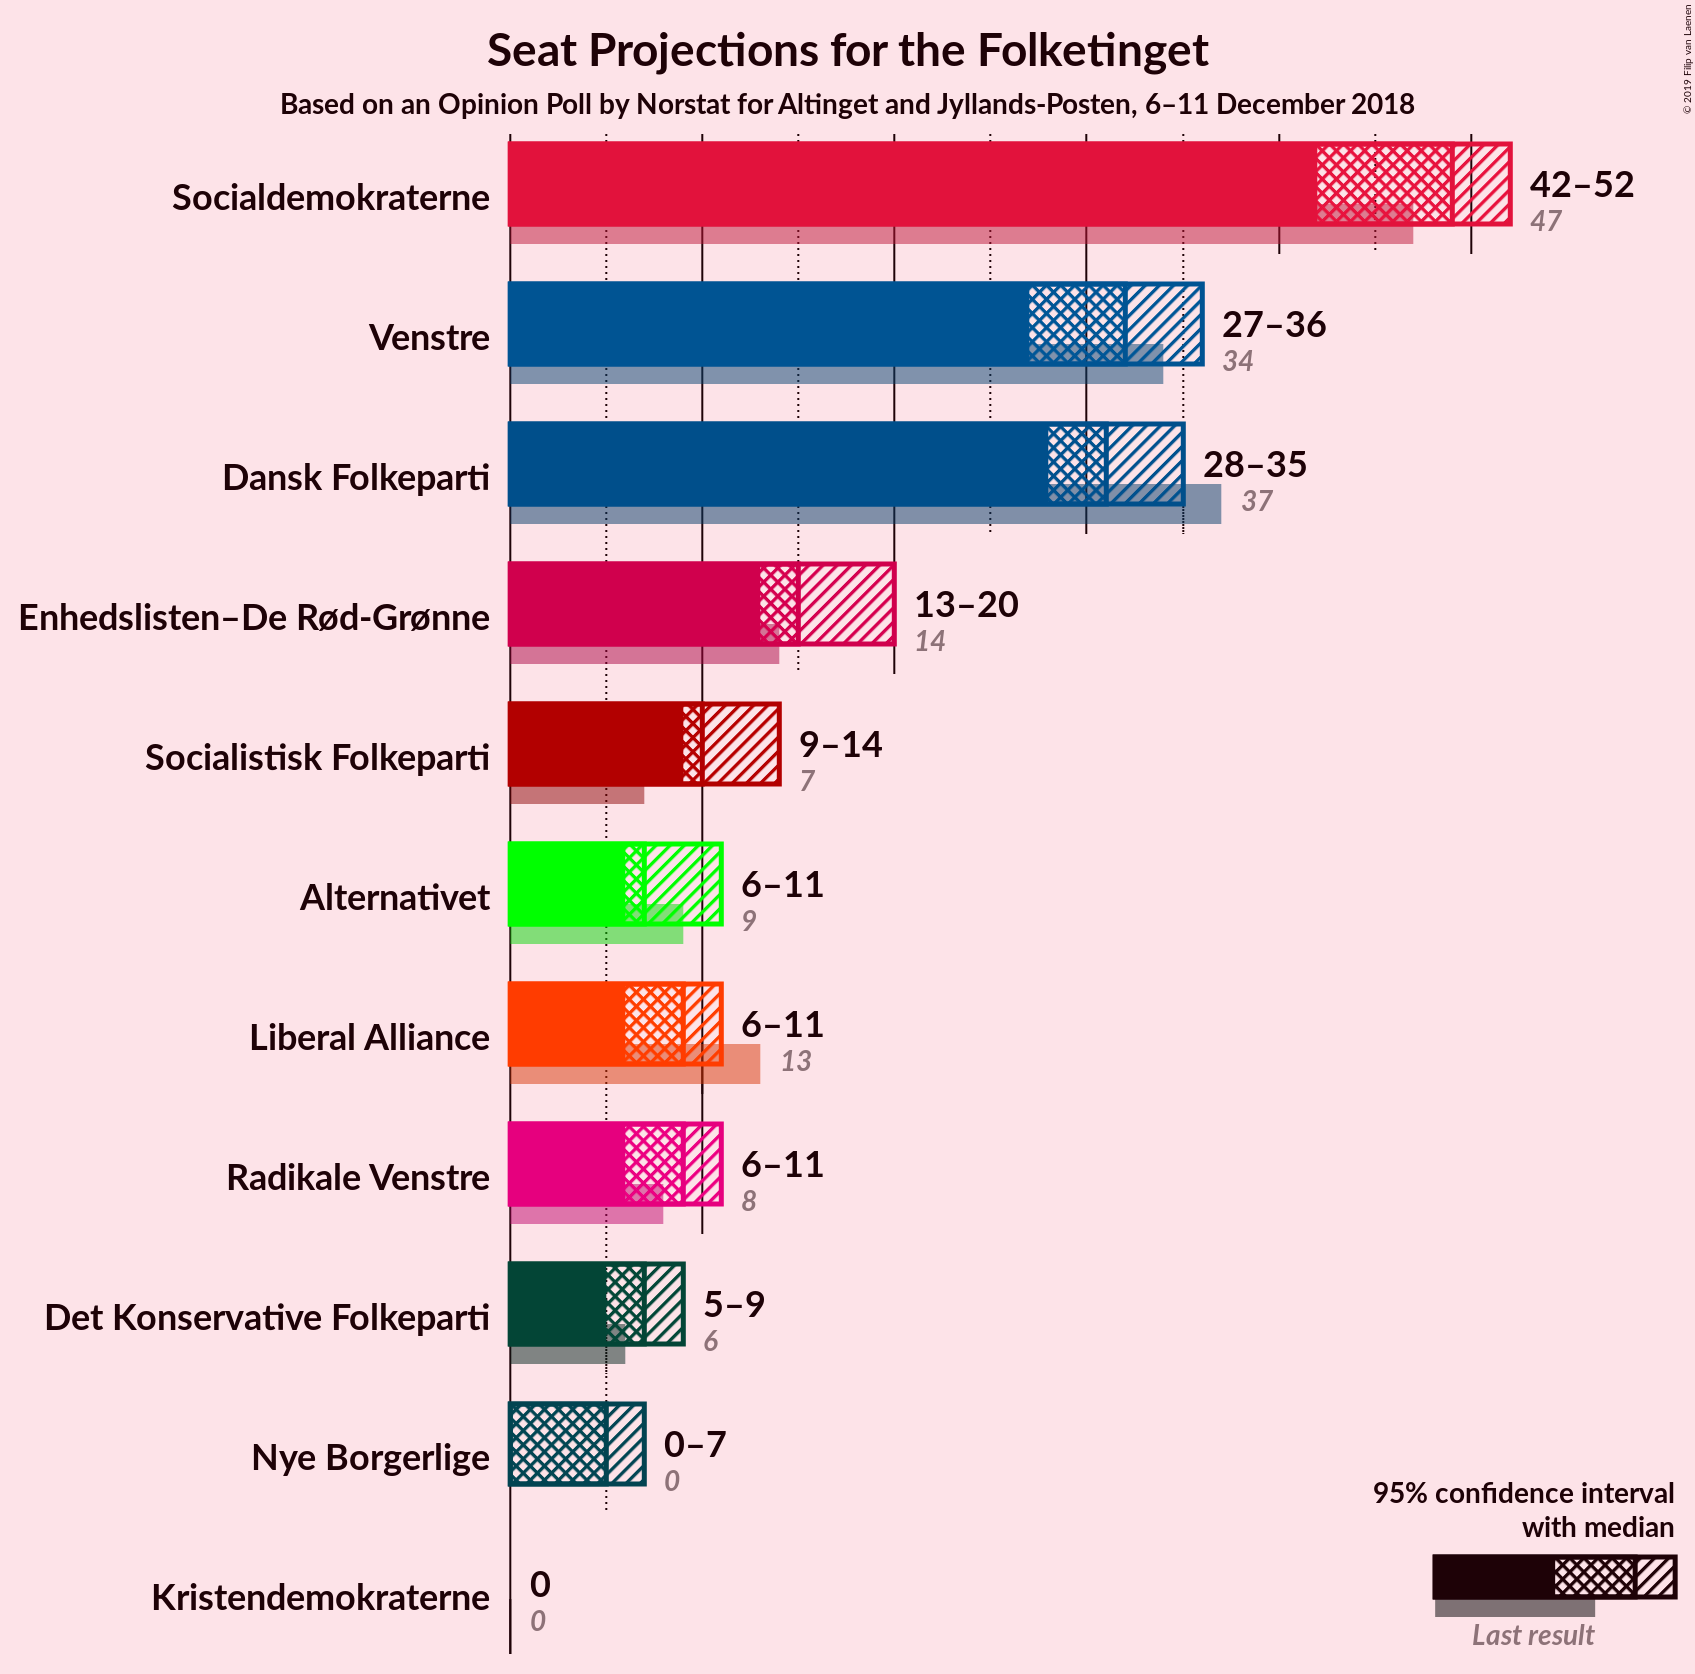 Seat Projections for the Folketinget
Based on an Opinion Poll by Norstat for Altinget and Jyllands-Posten, 6–11 December 2018
© 2019 Filip van Laenen
Socialdemokraterne
42–52
47
Venstre
27–36
34
Dansk Folkeparti
28–35
37
Enhedslisten–De Rød-Grønne
13–20
14
Socialistisk Folkeparti
9–14
7
Alternativet
6–11
9
Liberal Alliance
6–11
13
Radikale Venstre
6–11
8
Det Konservative Folkeparti
5–9
6
Nye Borgerlige
0–7
0
Kristendemokraterne
0
0
95% confidence interval
with median
Last result